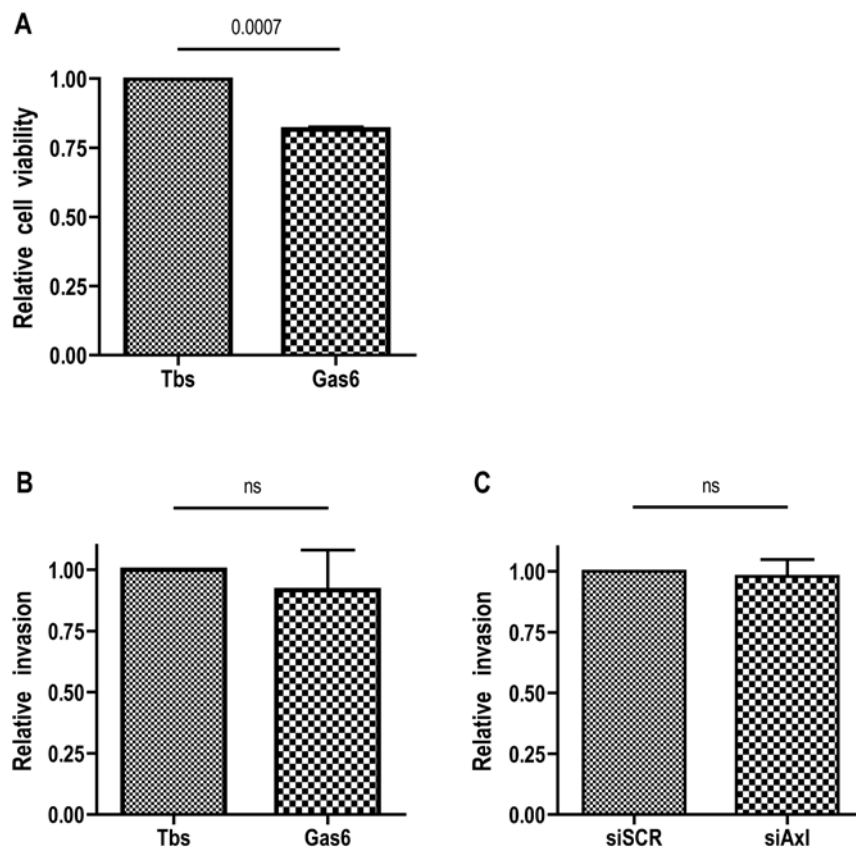 A
0.0007
Relative cell viability
1.00
0.75
0.50
0.25
0.00
Tbs
Gas6
B
ns
Relative invasion
1.00
0.75
0.50
0.25
0.00
Tbs
Gas6
C
ns
Relative invasion
1.00
0.75
0.50
0.25
0.00
siSCR
siAxl